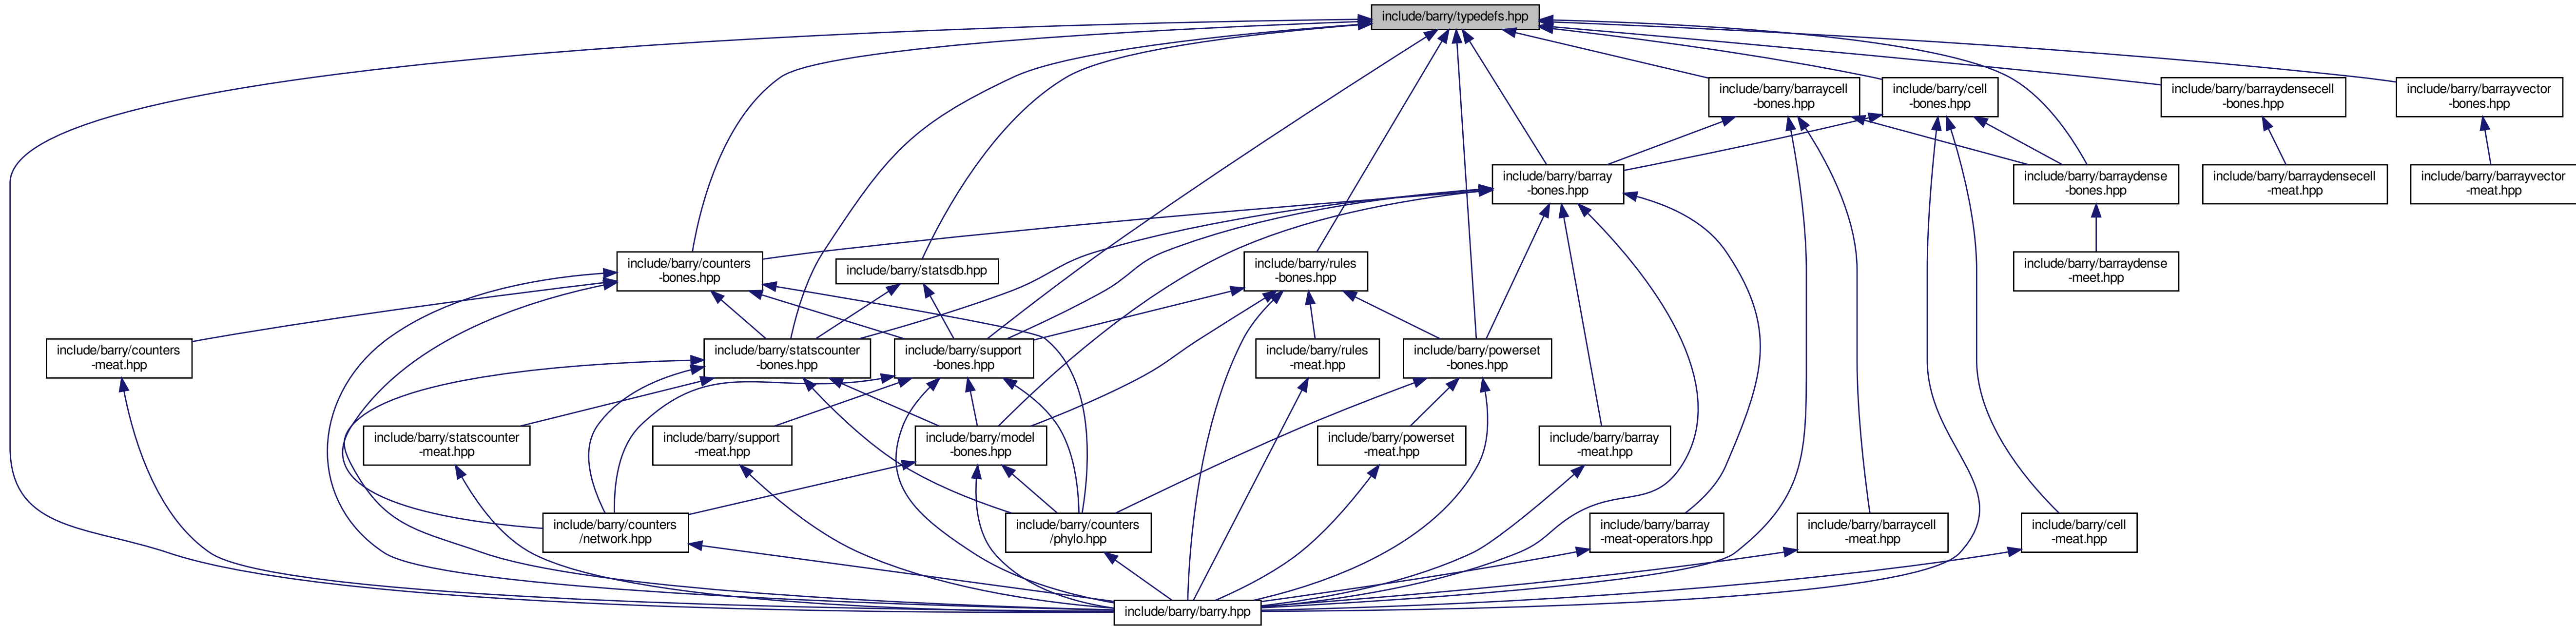 include/barry/typedefs.hpp
include/barry/barraycell
-bones.hpp
include/barry/cell
-bones.hpp
include/barry/barraydensecell
-bones.hpp
include/barry/barrayvector
-bones.hpp
include/barry/barray
-bones.hpp
include/barry/barraydense
-bones.hpp
include/barry/barraydensecell
-meat.hpp
include/barry/barrayvector
-meat.hpp
include/barry/counters
-bones.hpp
include/barry/statsdb.hpp
include/barry/rules
-bones.hpp
include/barry/barraydense
-meet.hpp
include/barry/counters
-meat.hpp
include/barry/statscounter
-bones.hpp
include/barry/support
-bones.hpp
include/barry/rules
-meat.hpp
include/barry/powerset
-bones.hpp
include/barry/statscounter
-meat.hpp
include/barry/support
-meat.hpp
include/barry/model
-bones.hpp
include/barry/powerset
-meat.hpp
include/barry/barray
-meat.hpp
include/barry/counters
/network.hpp
include/barry/counters
/phylo.hpp
include/barry/barray
-meat-operators.hpp
include/barry/barraycell
-meat.hpp
include/barry/cell
-meat.hpp
include/barry/barry.hpp